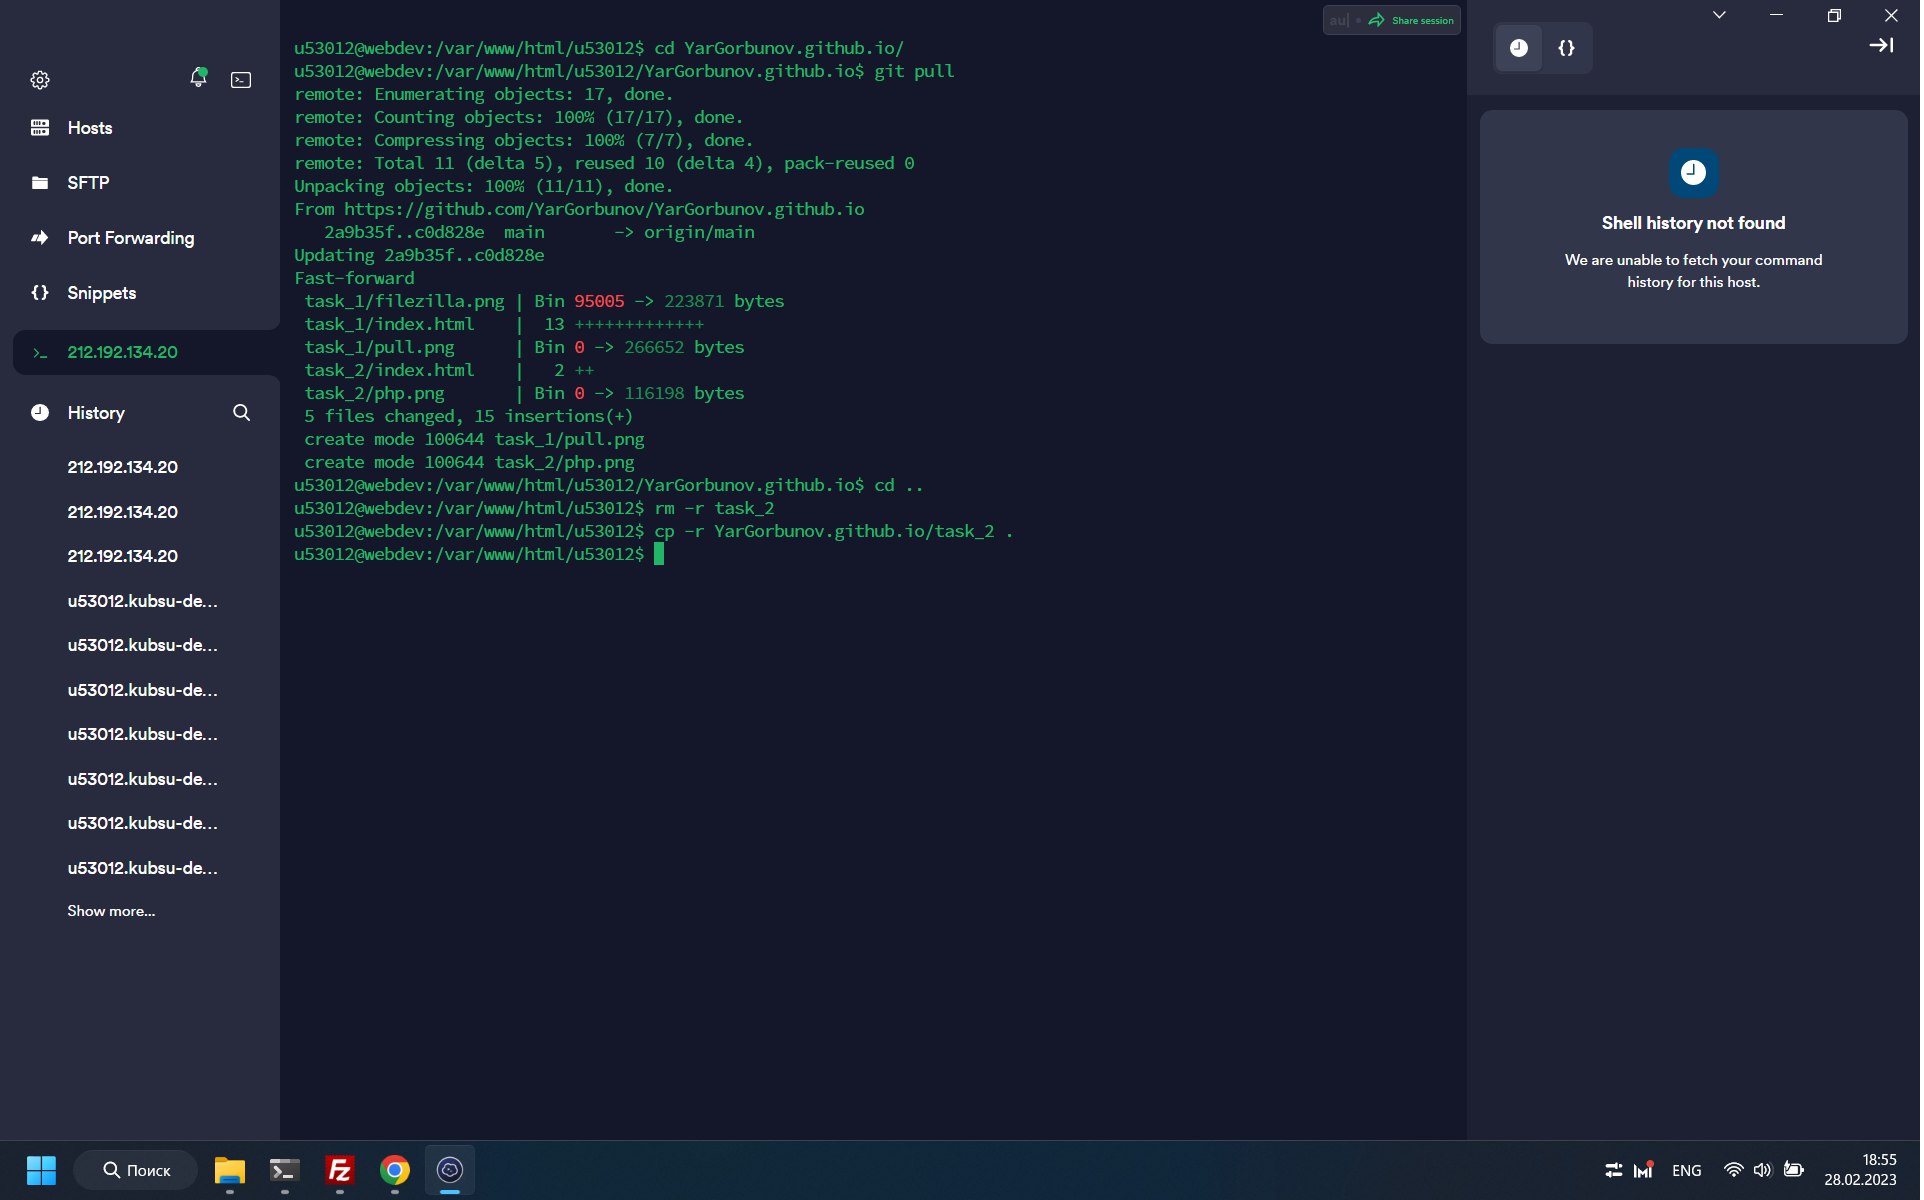 Hosts
SFTP
Port Forwarding
Snippets
212.192.134.20
History
212.192.134.20
212.192.134.20
212.192.134.20
u53012.kubsu-de...
u53012.kubsu-de...
u53012.kubsu-de...
u53012.kubsu-de...
u53012.kubsu-de...
u53012.kubsu-de...
u53012.kubsu-de...
Show more...
au| Share session
u53012@webdev:/var/www/html/u53012$ cd YarGorbunov.github.io/
u53012@webdev:/var/www/html/u53012/YarGorbunov.github.io$ git pull
remote: Enumerating objects: 17, done.
remote: Counting objects: 100% (17/17), done.
remote: Compressing objects: 100% (7/7), done.
remote: Total 11 (delta 5), reused 10 (delta 4), pack-reused 0
Unpacking objects: 100% (11/11), done.
From https://github.com/YarGorbunov/YarGorbunov.github.io
   2a9b35f..c0d828e  main       -> origin/main
Updating 2a9b35f..c0d828e
Fast-forward
 task_1/filezilla.png | Bin 95005 -> 223871 bytes
 task_1/index.html    |  13 +++++++++++++
 task_1/pull.png      | Bin 0 -> 266652 bytes
 task_2/index.html    |   2 ++
 task_2/php.png       | Bin 0 -> 116198 bytes
 5 files changed, 15 insertions(+)
 create mode 100644 task_1/pull.png
 create mode 100644 task_2/php.png
u53012@webdev:/var/www/html/u53012/YarGorbunov.github.io$ cd ..
u53012@webdev:/var/www/html/u53012$ rm -r task_2
u53012@webdev:/var/www/html/u53012$ cp -r YarGorbunov.github.io/task_2 .
u53012@webdev:/var/www/html/u53012$
{}
Shell history not found
We are unable to fetch your command
history for this host.
Поиск
Fz
ENG
18:55
28.02.2023